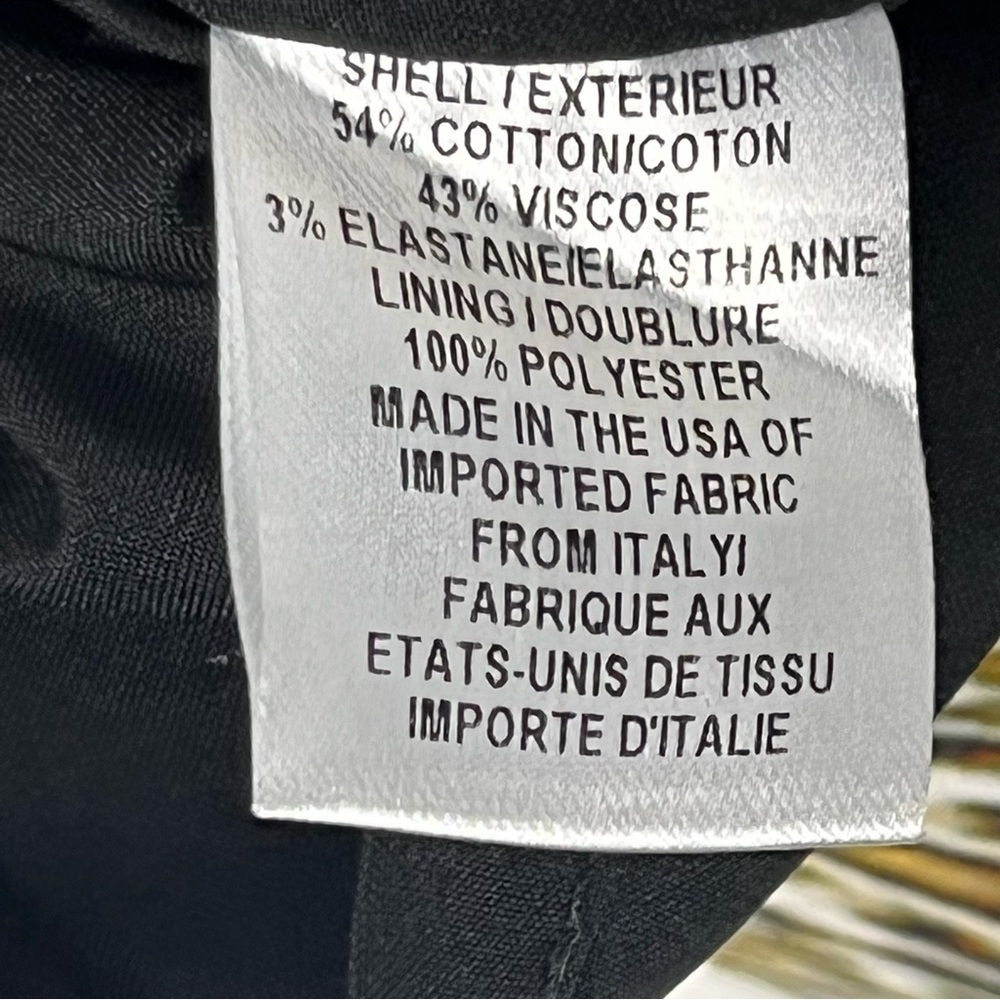 SHELL / EXTERIEUR
54% COTTON/COTON
43% VISCOSE
3% ELASTANE/ELASTHANNE
LINING / DOUBLURE
100% POLYESTER
MADE IN THE USA OF
IMPORTED FABRIC
FROM ITALY/
FABRIQUE AUX
ETATS-UNIS DE TISSU
IMPORTE D'ITALIE